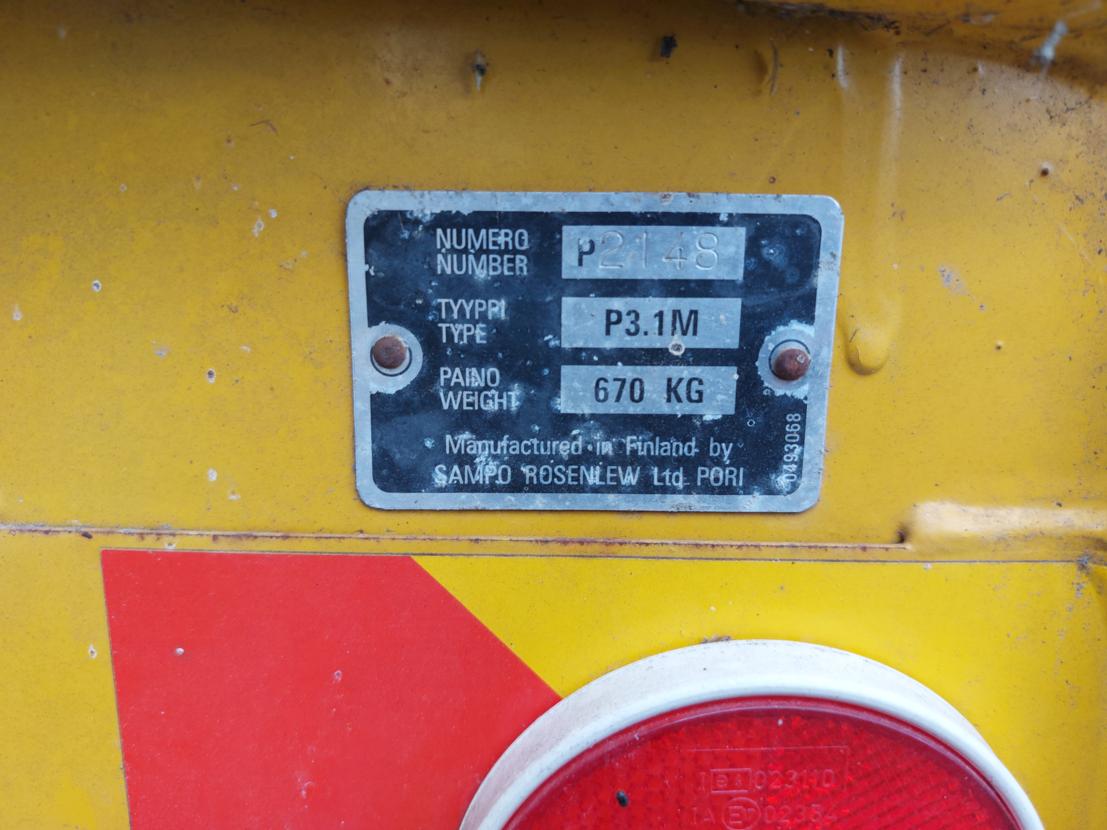 NUMERO
NUMBER
P2148
TYYPPI
TYPE
P3.1M
PAINO
WEIGHT
670 KG
Manufactured in Finland by
SAMPO ROSENLEW Ltd PORI
0493068
IA